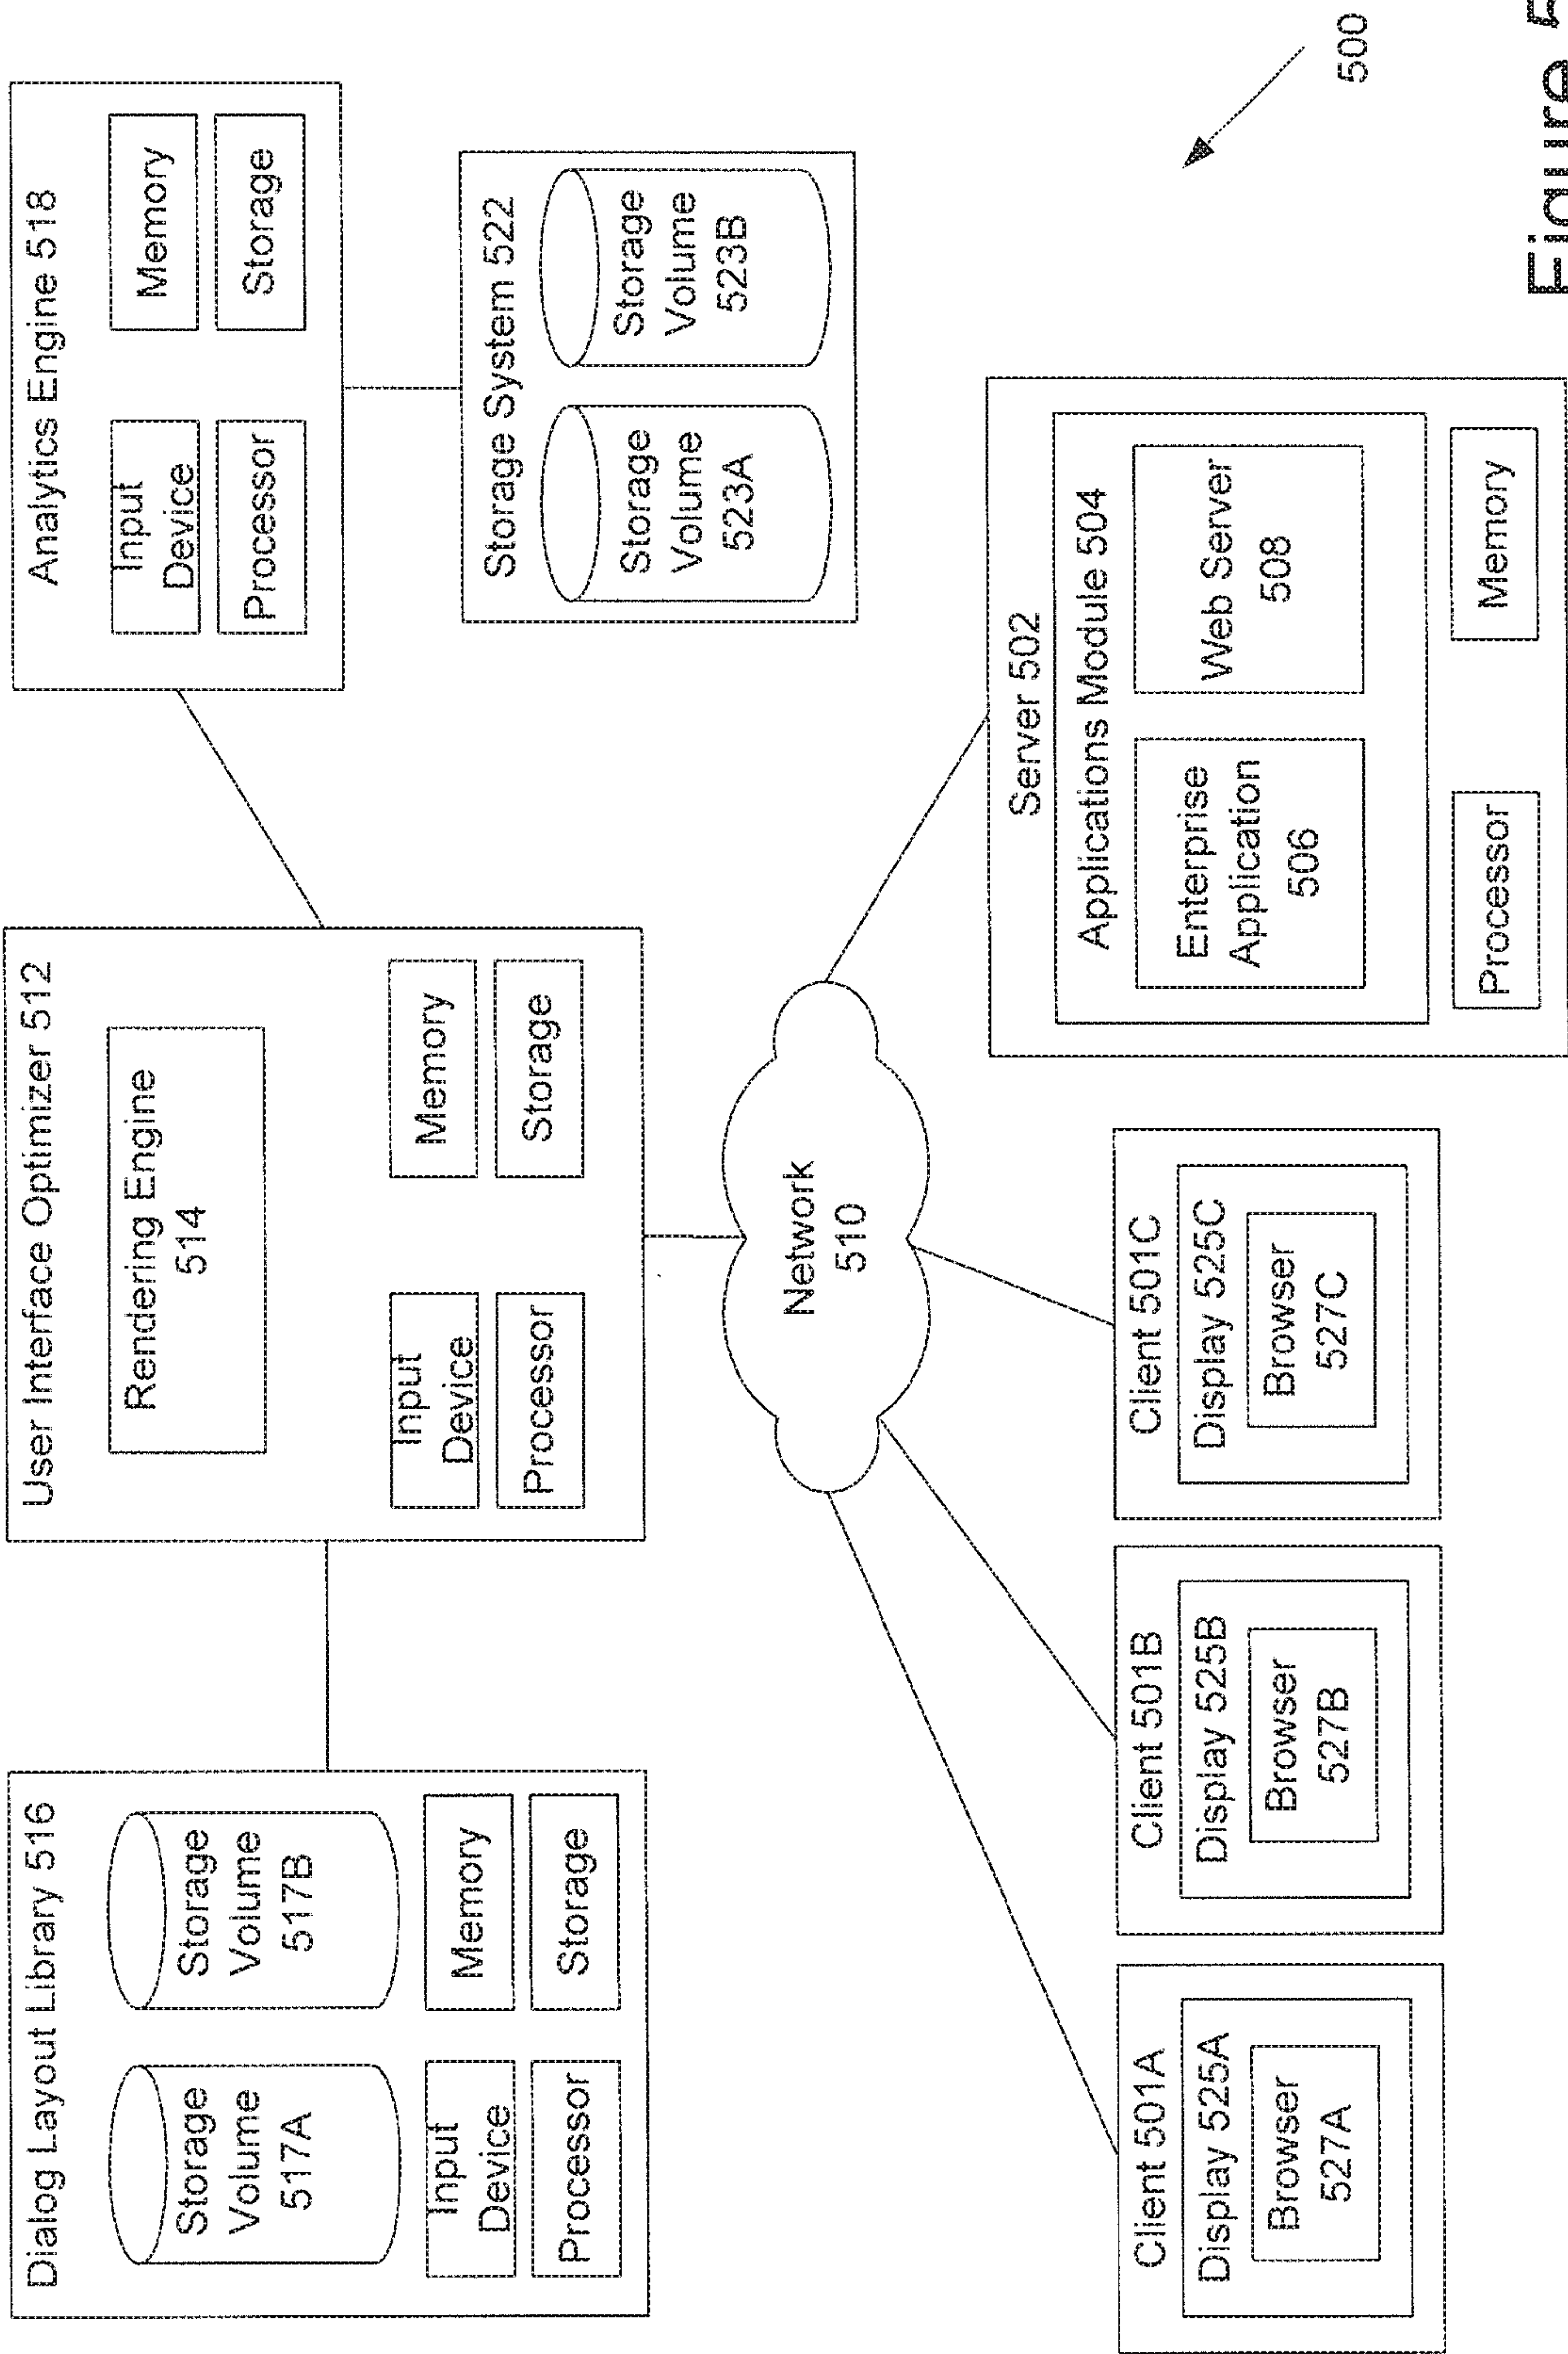 Dialog Layout Library 516
Storage
Volume
517A
Storage
Volume
517B
Input
Device
Memory
Processor
Storage
User Interface Optimizer 512
Rendering Engine
514
Input
Device
Memory
Processor
Storage
Analytics Engine 518
Input
Device
Memory
Processor
Storage
Storage System 522
Storage
Volume
523A
Storage
Volume
523B
Network
510
Client 501A
Display 525A
Browser
527A
Client 501B
Display 525B
Browser
527B
Client 501C
Display 525C
Browser
527C
Server 502
Applications Module 504
Enterprise
Application
506
Web Server
508
Processor
Memory
500
Figure 5